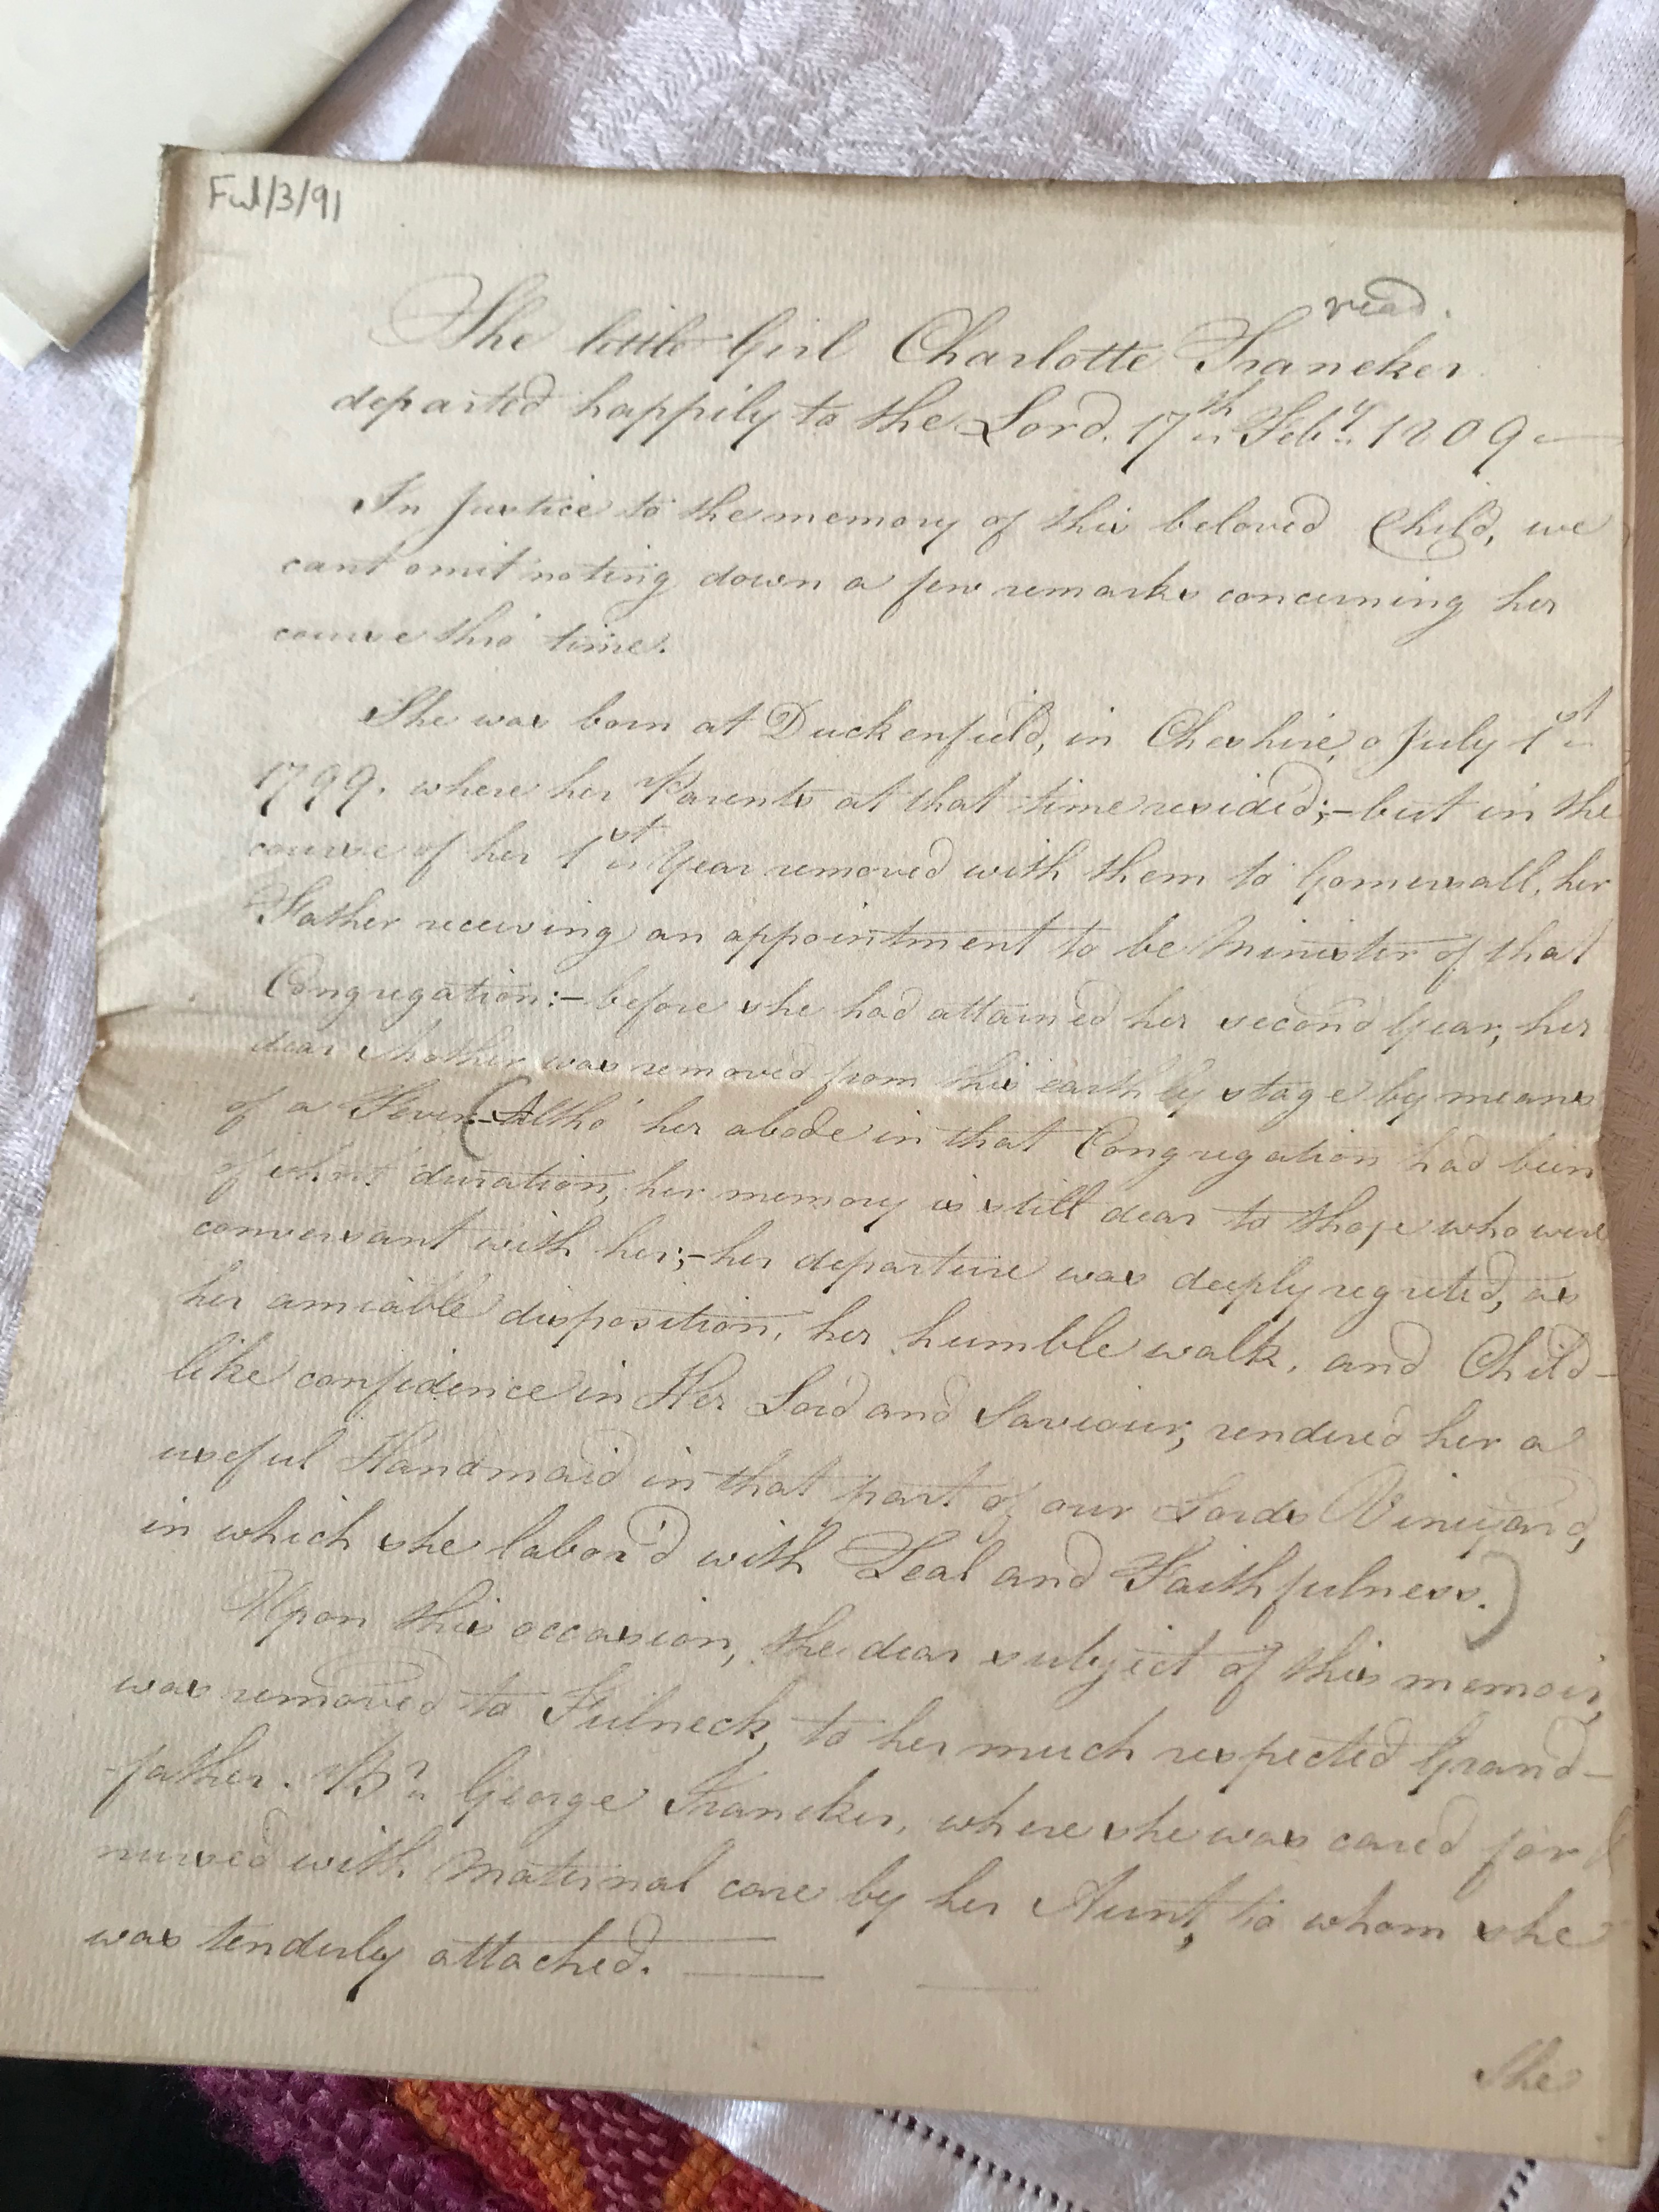 Ful/3/91
read.
The little Girl Charlotte Traneker
departed happily to the Lord. 17th Feby. 1809
In Justice to the memory of this beloved Child, we
cant omit noting down a few remarks concerning her
course thro' time.
She was born at Duckenfield, in Cheshire, July 1st
1799. where her Parents at that time resided;- but in the
course of her 1st Year removed with them to Gomersall, her
Father receiving an appointment to be Minister of that
Congregation:- before she had attained her second Year, her
dear Mother was removed from this earthly stage by means
of a Fever. (Altho' her abode in that Congregation had been
of short duration, her memory is still dear to those who were
conversant with her;- her departure was deeply regreted, as
her amiable disposition, her humble walk, and Child-
like confidence in Her Lord and Saviour, rendered her a
useful Handmaid in that part of our Lords Vineyard,
in which she labor'd with Zeal and Faithfulness.)
Upon this occasion, the dear subject of this memoir,
was removed to Fulneck, to her much respected Grand-
-father. Br. George Traneker, where she was cared for &
nursed with Maternal care by her Aunt, to whom she
was tenderly attached.
She